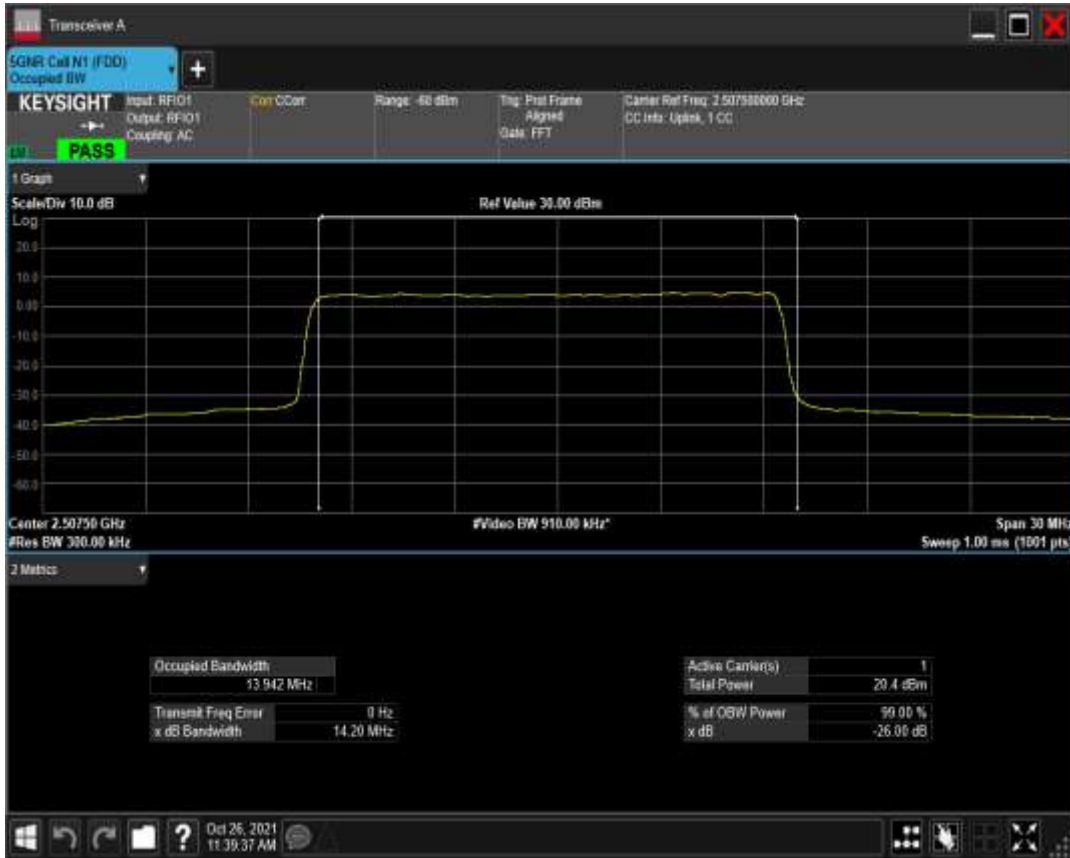 Transceiver A
5GNR Cell N1 (FDD)
Occupied BW
+
KEYSIGHT
PASS
Input: RFIO1
Output: RFIO1
Coupling: AC
Corr CCorr
Range: -60 dBm
Trig: Prot Frame
Aligned
Gate: FFT
Carrier Ref Freq: 2.507500000 GHz
CC Info: Uplink, 1 CC
1 Graph
Scale/Div 10.0 dB
Ref Value 30.00 dBm
Log
20.0
10.0
0.00
-10.0
-20.0
-30.0
-40.0
-50.0
-60.0
Center 2.50750 GHz
#Video BW 910.00 kHz*
Span 30 MHz
#Res BW 300.00 kHz
Sweep 1.00 ms (1001 pts)
2 Metrics
Occupied Bandwidth
13.942 MHz
Transmit Freq Error 0 Hz
x dB Bandwidth 14.20 MHz
Active Carrier(s) 1
Total Power 20.4 dBm
% of OBW Power 99.00 %
x dB -26.00 dB
?
Oct 26, 2021
11:39:37 AM